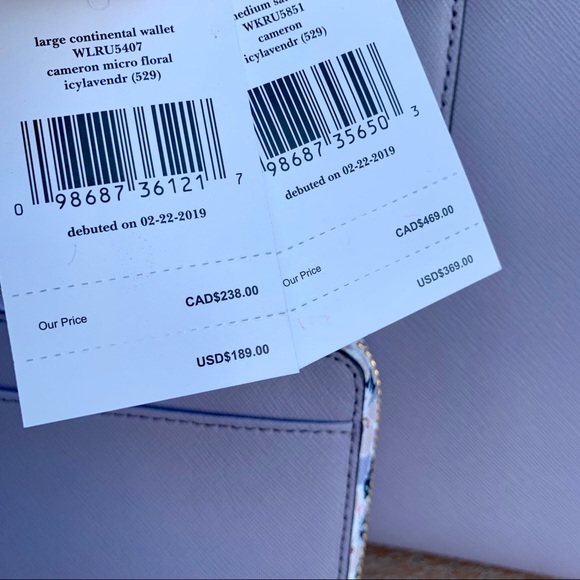 large continental wallet
WLRU5407
cameron micro floral
icylavendr (529)
0 98687 36121 7
debuted on 02-22-2019
Our Price
CAD$238.00
USD$189.00
WKRU5851
cameron
icylavendr (529)
98687 35650 3
debuted on 02-22-2019
Our Price
CAD$469.00
USD$369.00